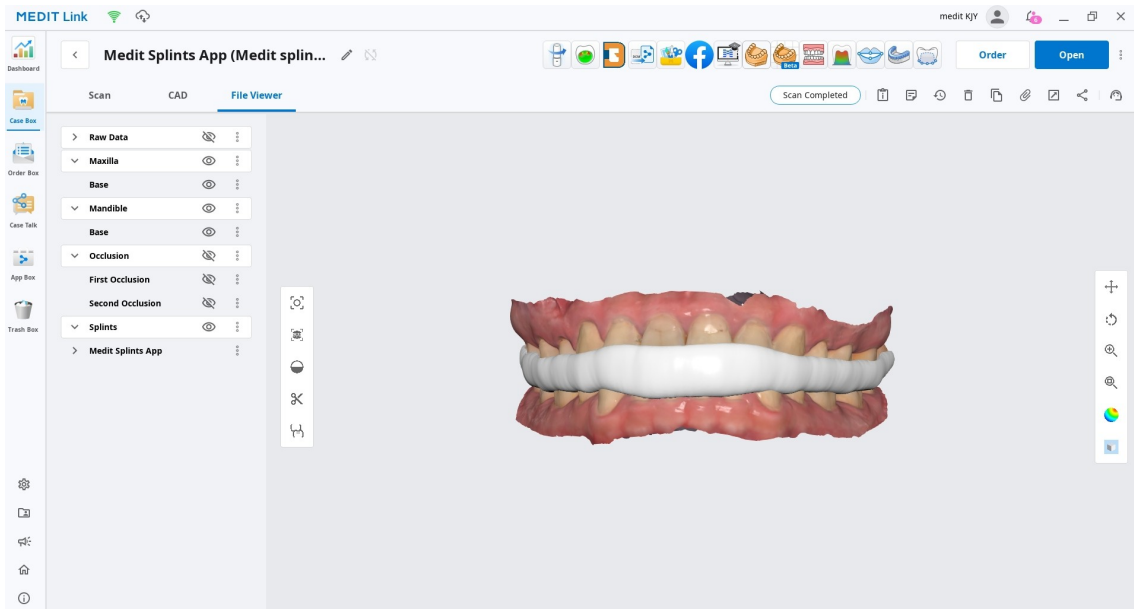 MEDIT Link
medit KJY
6
Dashboard
Case Box
Order Box
Case Talk
App Box
Trash Box
Medit Splints App (Medit splin...
Beta
Order
Open
Scan
CAD
File Viewer
Scan Completed
Raw Data
Maxilla
Base
Mandible
Base
Occlusion
First Occlusion
Second Occlusion
Splints
Medit Splints App